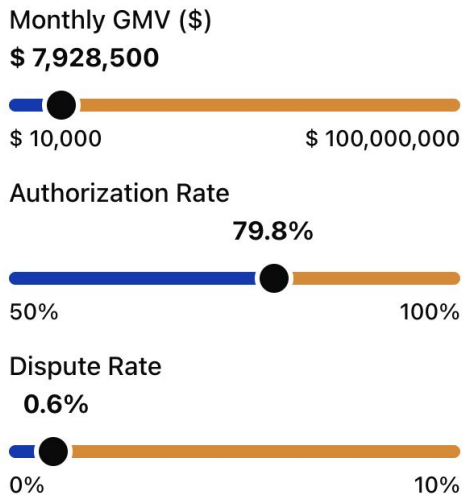 Monthly GMV ($)
$ 7,928,500
$ 10,000 $ 100,000,000
Authorization Rate
79.8%
50% 100%
Dispute Rate
0.6%
0% 10%